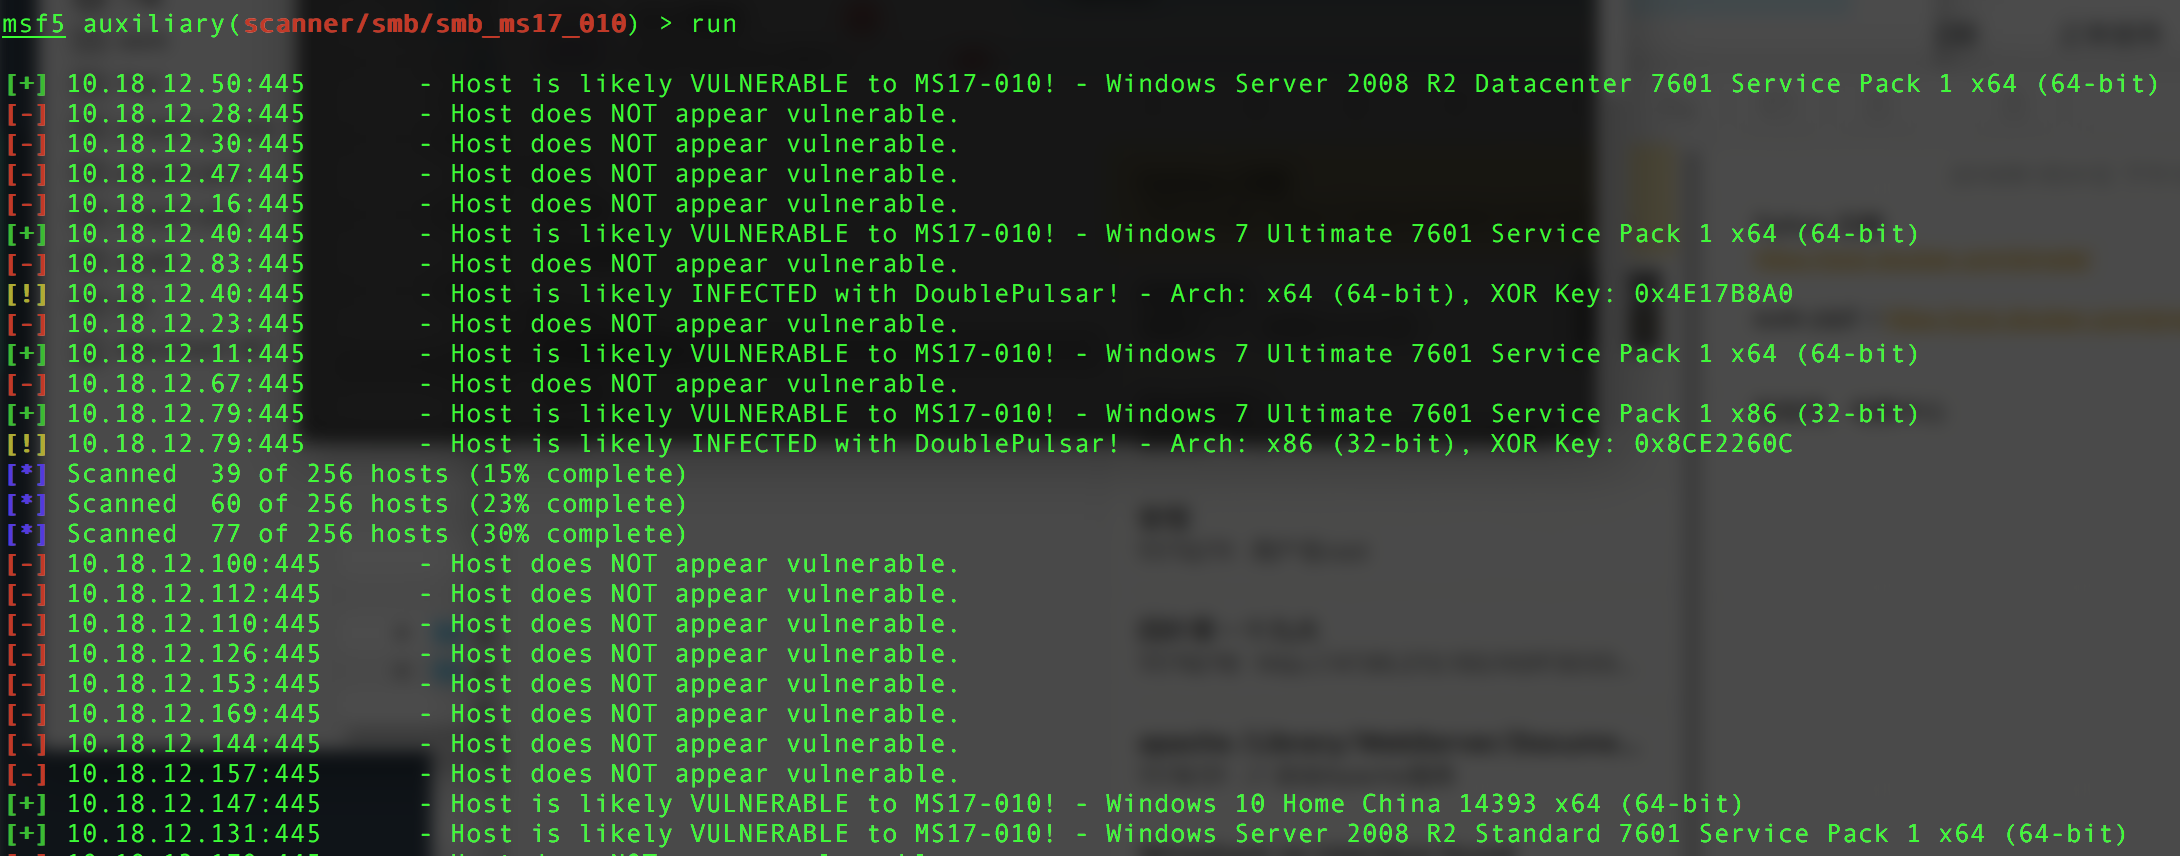 msf5 auxiliary(scanner/smb/smb_ms17_010) > run
[+] 10.18.12.50:445 - Host is likely VULNERABLE to MS17-010! - Windows Server 2008 R2 Datacenter 7601 Service Pack 1 x64 (64-bit)
[-] 10.18.12.28:445 - Host does NOT appear vulnerable.
[-] 10.18.12.30:445 - Host does NOT appear vulnerable.
[-] 10.18.12.47:445 - Host does NOT appear vulnerable.
[-] 10.18.12.16:445 - Host does NOT appear vulnerable.
[+] 10.18.12.40:445 - Host is likely VULNERABLE to MS17-010! - Windows 7 Ultimate 7601 Service Pack 1 x64 (64-bit)
[-] 10.18.12.83:445 - Host does NOT appear vulnerable.
[!] 10.18.12.40:445 - Host is likely INFECTED with DoublePulsar! - Arch: x64 (64-bit), XOR Key: 0x4E17B8A0
[-] 10.18.12.23:445 - Host does NOT appear vulnerable.
[+] 10.18.12.11:445 - Host is likely VULNERABLE to MS17-010! - Windows 7 Ultimate 7601 Service Pack 1 x64 (64-bit)
[-] 10.18.12.67:445 - Host does NOT appear vulnerable.
[+] 10.18.12.79:445 - Host is likely VULNERABLE to MS17-010! - Windows 7 Ultimate 7601 Service Pack 1 x86 (32-bit)
[!] 10.18.12.79:445 - Host is likely INFECTED with DoublePulsar! - Arch: x86 (32-bit), XOR Key: 0x8CE2260C
[*] Scanned 39 of 256 hosts (15% complete)
[*] Scanned 60 of 256 hosts (23% complete)
[*] Scanned 77 of 256 hosts (30% complete)
[-] 10.18.12.100:445 - Host does NOT appear vulnerable.
[-] 10.18.12.112:445 - Host does NOT appear vulnerable.
[-] 10.18.12.110:445 - Host does NOT appear vulnerable.
[-] 10.18.12.126:445 - Host does NOT appear vulnerable.
[-] 10.18.12.153:445 - Host does NOT appear vulnerable.
[-] 10.18.12.169:445 - Host does NOT appear vulnerable.
[-] 10.18.12.144:445 - Host does NOT appear vulnerable.
[-] 10.18.12.157:445 - Host does NOT appear vulnerable.
[+] 10.18.12.147:445 - Host is likely VULNERABLE to MS17-010! - Windows 10 Home China 14393 x64 (64-bit)
[+] 10.18.12.131:445 - Host is likely VULNERABLE to MS17-010! - Windows Server 2008 R2 Standard 7601 Service Pack 1 x64 (64-bit)